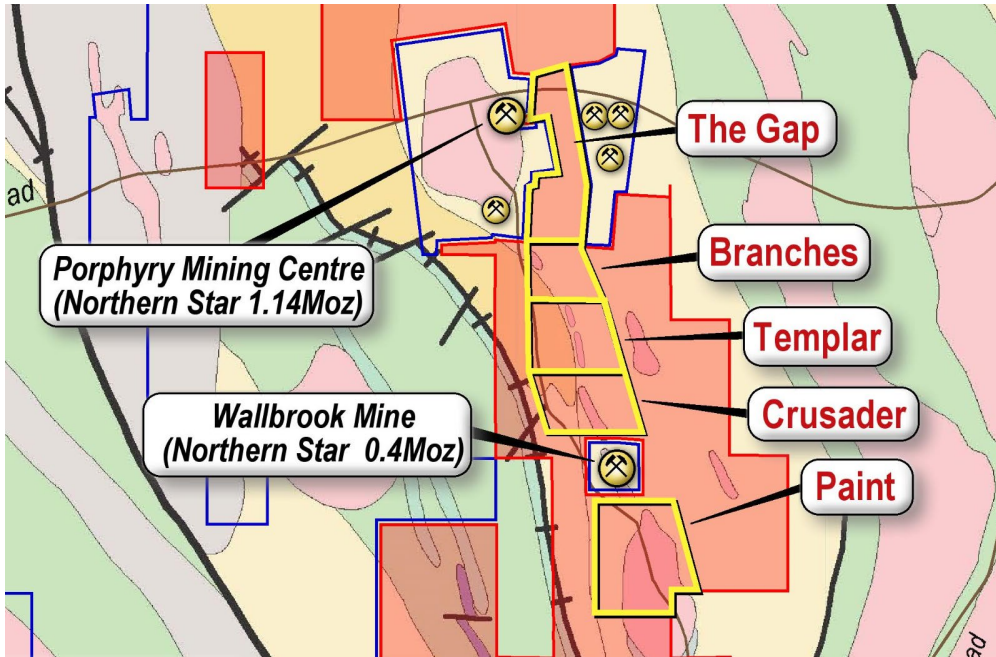 The Gap
ad
Branches
Porphyry Mining Centre
(Northern Star 1.14Moz)
Templar
Wallbrook Mine
(Northern Star 0.4Moz)
Crusader
Paint
ad